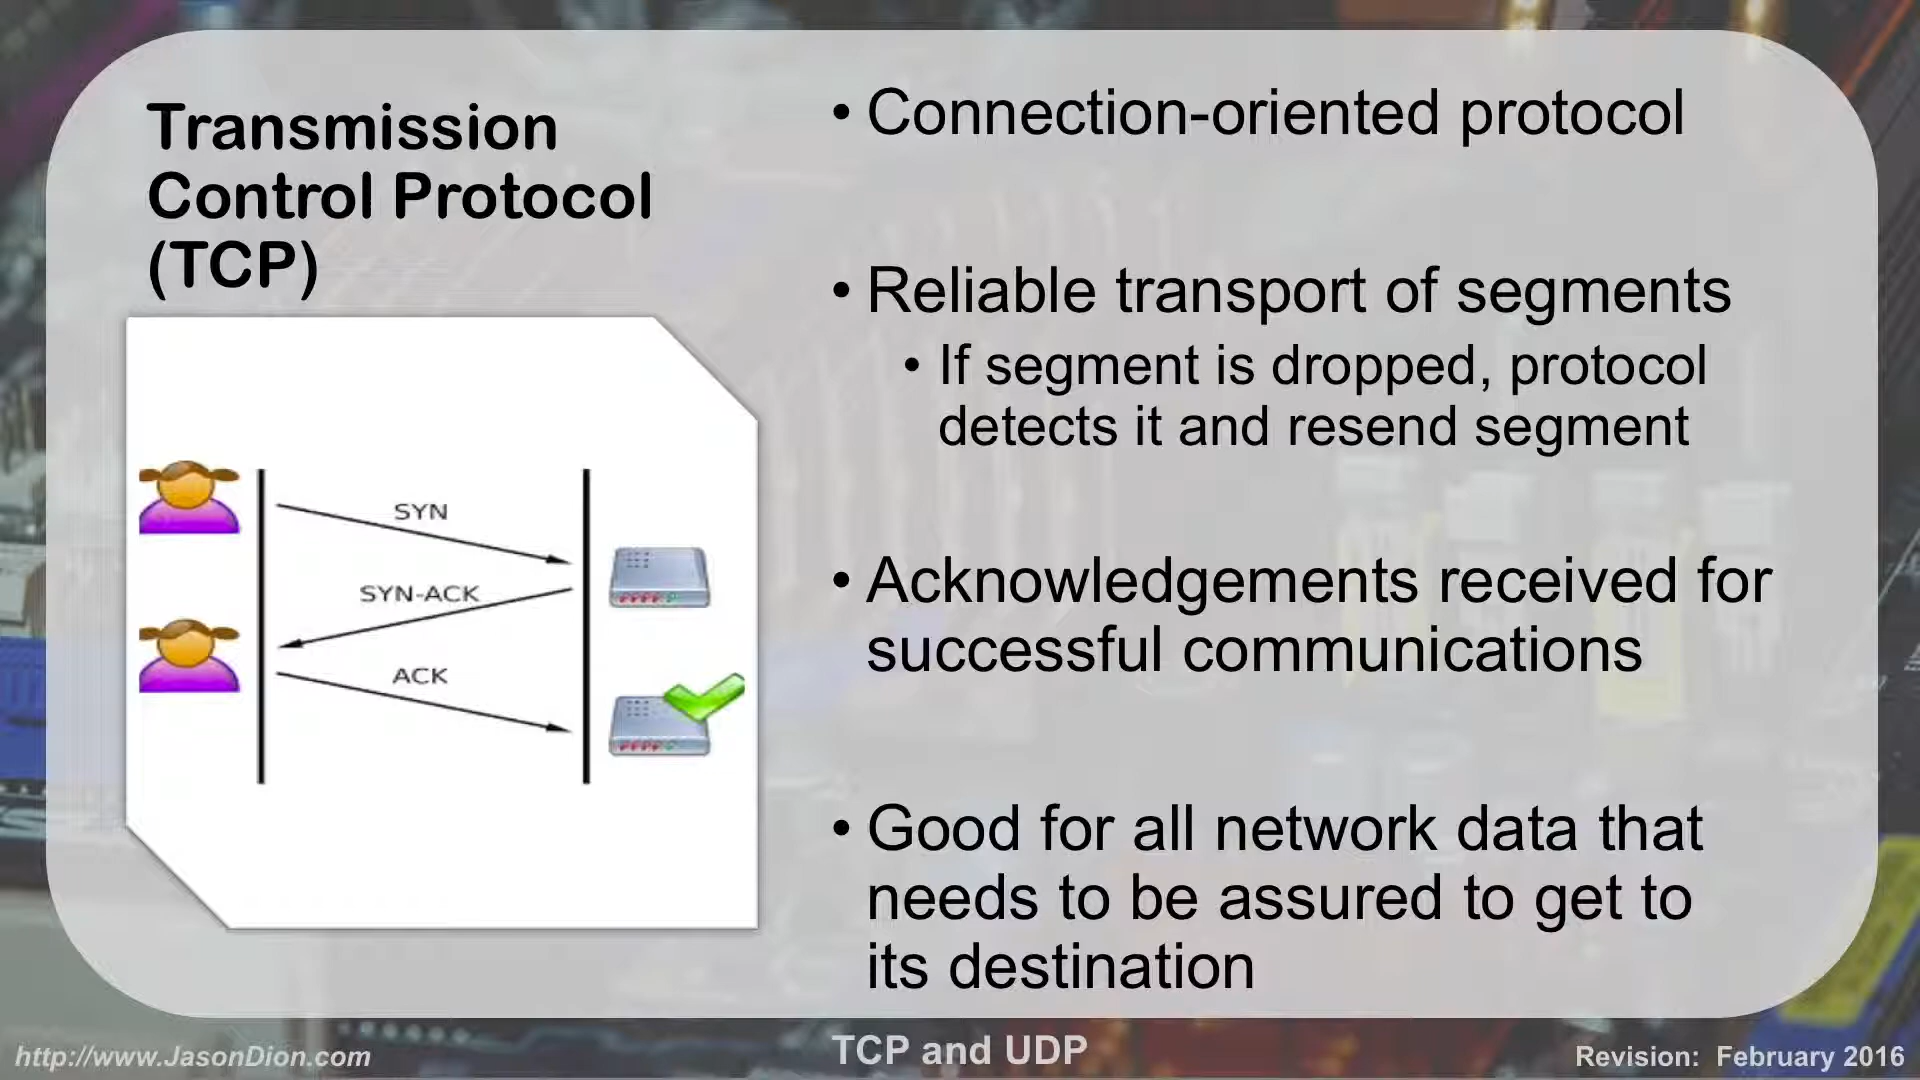 Transmission
Control Protocol
(TCP)
SYN
SYN-ACK
ACK
• Connection-oriented protocol
• Reliable transport of segments
• If segment is dropped, protocol
detects it and resend segment
• Acknowledgements received for
successful communications
• Good for all network data that
needs to be assured to get to
its destination
http://www.JasonDion.com
TCP and UDP
Revision: February 2016